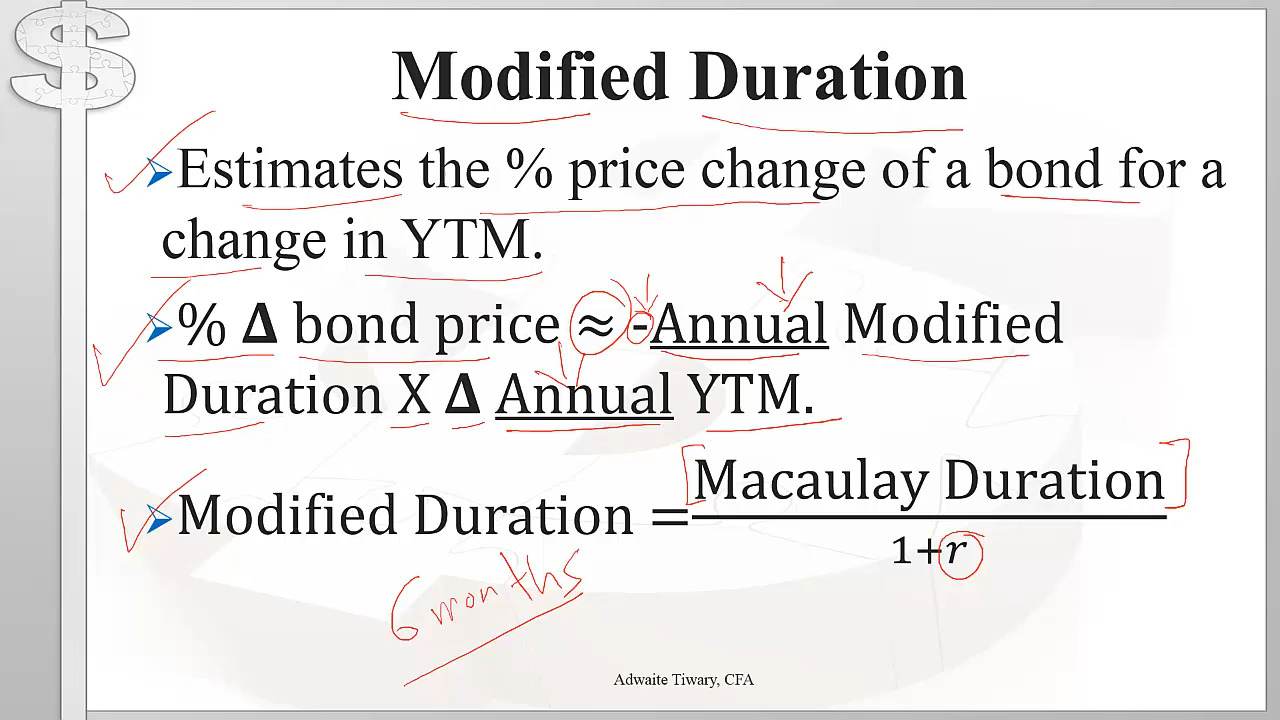 Modified Duration
Estimates the % price change of a bond for a
change in YTM.
% Δ bond price ≈ -Annual Modified
Duration X Δ Annual YTM.
Modified Duration = Macaulay Duration
1+r
6 months
Adwaite Tiwary, CFA